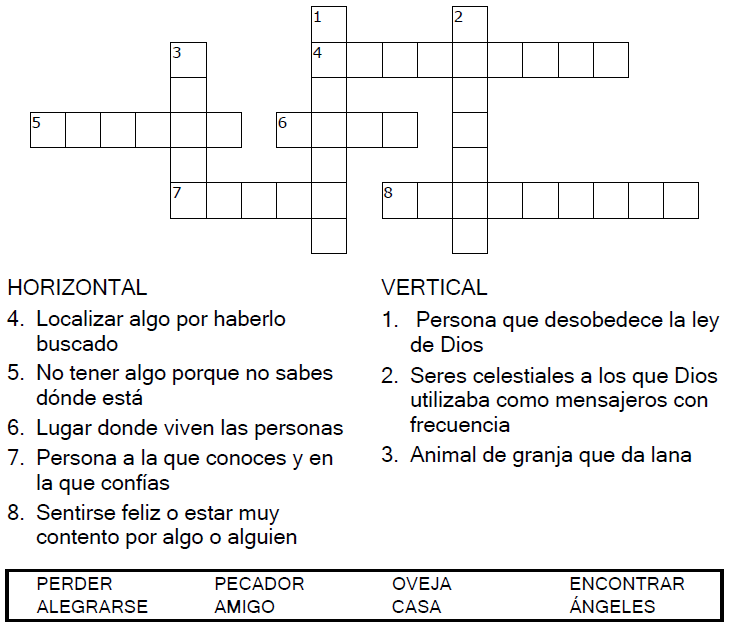 1
2
3
4
5
6
7
8
HORIZONTAL
4. Localizar algo por haberlo
buscado
5. No tener algo porque no sabes
dónde está
6. Lugar donde viven las personas
7. Persona a la que conoces y en
la que confías
8. Sentirse feliz o estar muy
contento por algo o alguien
VERTICAL
1. Persona que desobedece la ley
de Dios
2. Seres celestiales a los que Dios
utilizaba como mensajeros con
frecuencia
3. Animal de granja que da lana
PERDER PECADOR OVEJA ENCONTRAR
ALEGRARSE AMIGO CASA ÁNGELES